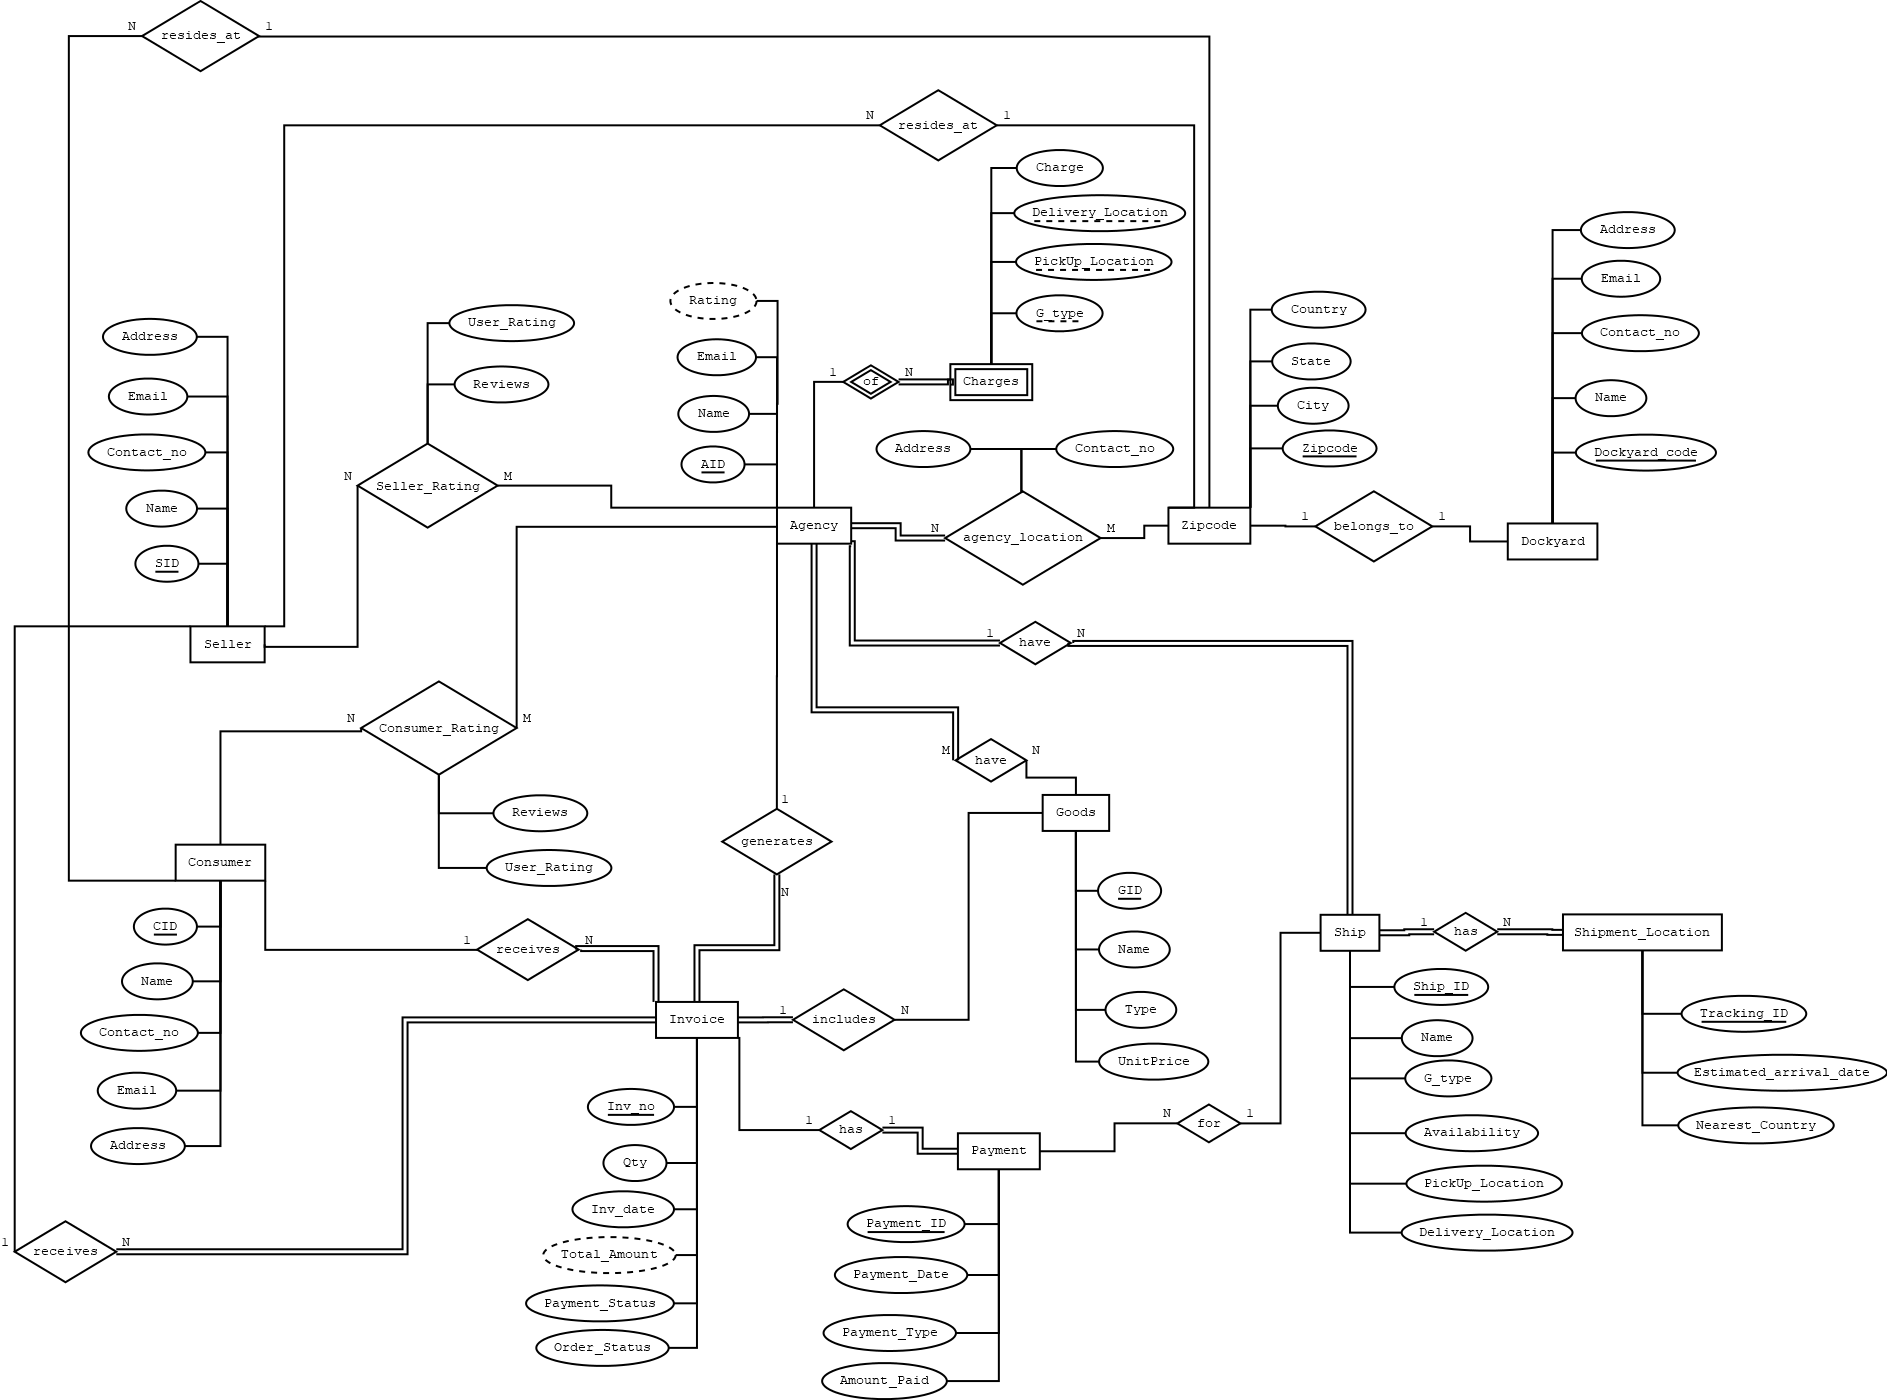 N
resides_at
1
N
resides_at
1
Charge
Delivery_Location
PickUp_Location
G_type
Rating
Email
Name
AID
Address
Email
Contact_no
Name
SID
User_Rating
Reviews
Country
State
City
Zipcode
Address
Email
Contact_no
Name
Dockyard_code
1
of
N
Charges
Address
Contact_no
N
Seller_Rating
M
Agency
N
agency_location
M
Zipcode
1
belongs_to
1
Dockyard
Seller
1
have
N
N
Consumer_Rating
M
M
have
N
Reviews
User_Rating
1
generates
N
Goods
GID
Name
Type
UnitPrice
Consumer
CID
Name
Contact_no
Email
Address
1
receives
N
Ship
1
has
N
Shipment_Location
Ship_ID
Name
G_type
Availability
PickUp_Location
Delivery_Location
Tracking_ID
Estimated_arrival_date
Nearest_Country
Invoice
1
includes
N
Inv_no
Qty
Inv_date
Total_Amount
Payment_Status
Order_Status
1
has
1
Payment
N
for
1
Payment_ID
Payment_Date
Payment_Type
Amount_Paid
1
receives
N